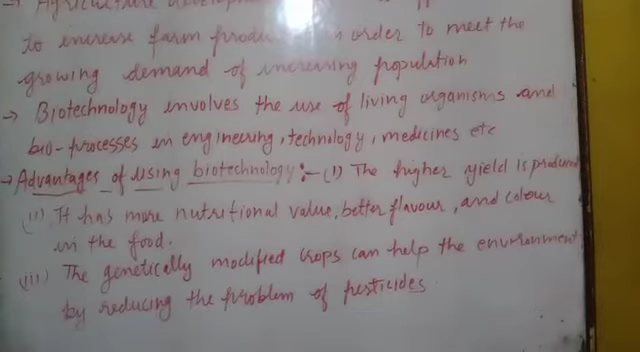 → Agriculture
to increase farm in order to meet the
growing demand of increasing population
→ Biotechnology involves the use of living organisms and
bio-processes in engineering, technology, medicines etc
→ Advantages of using biotechnology:- (i) The higher yield is produced
(ii) It has more nutritional value, better flavour, and colour
in the food.
(iii) The genetically modified crops can help the environment
by reducing the problem of pesticides.